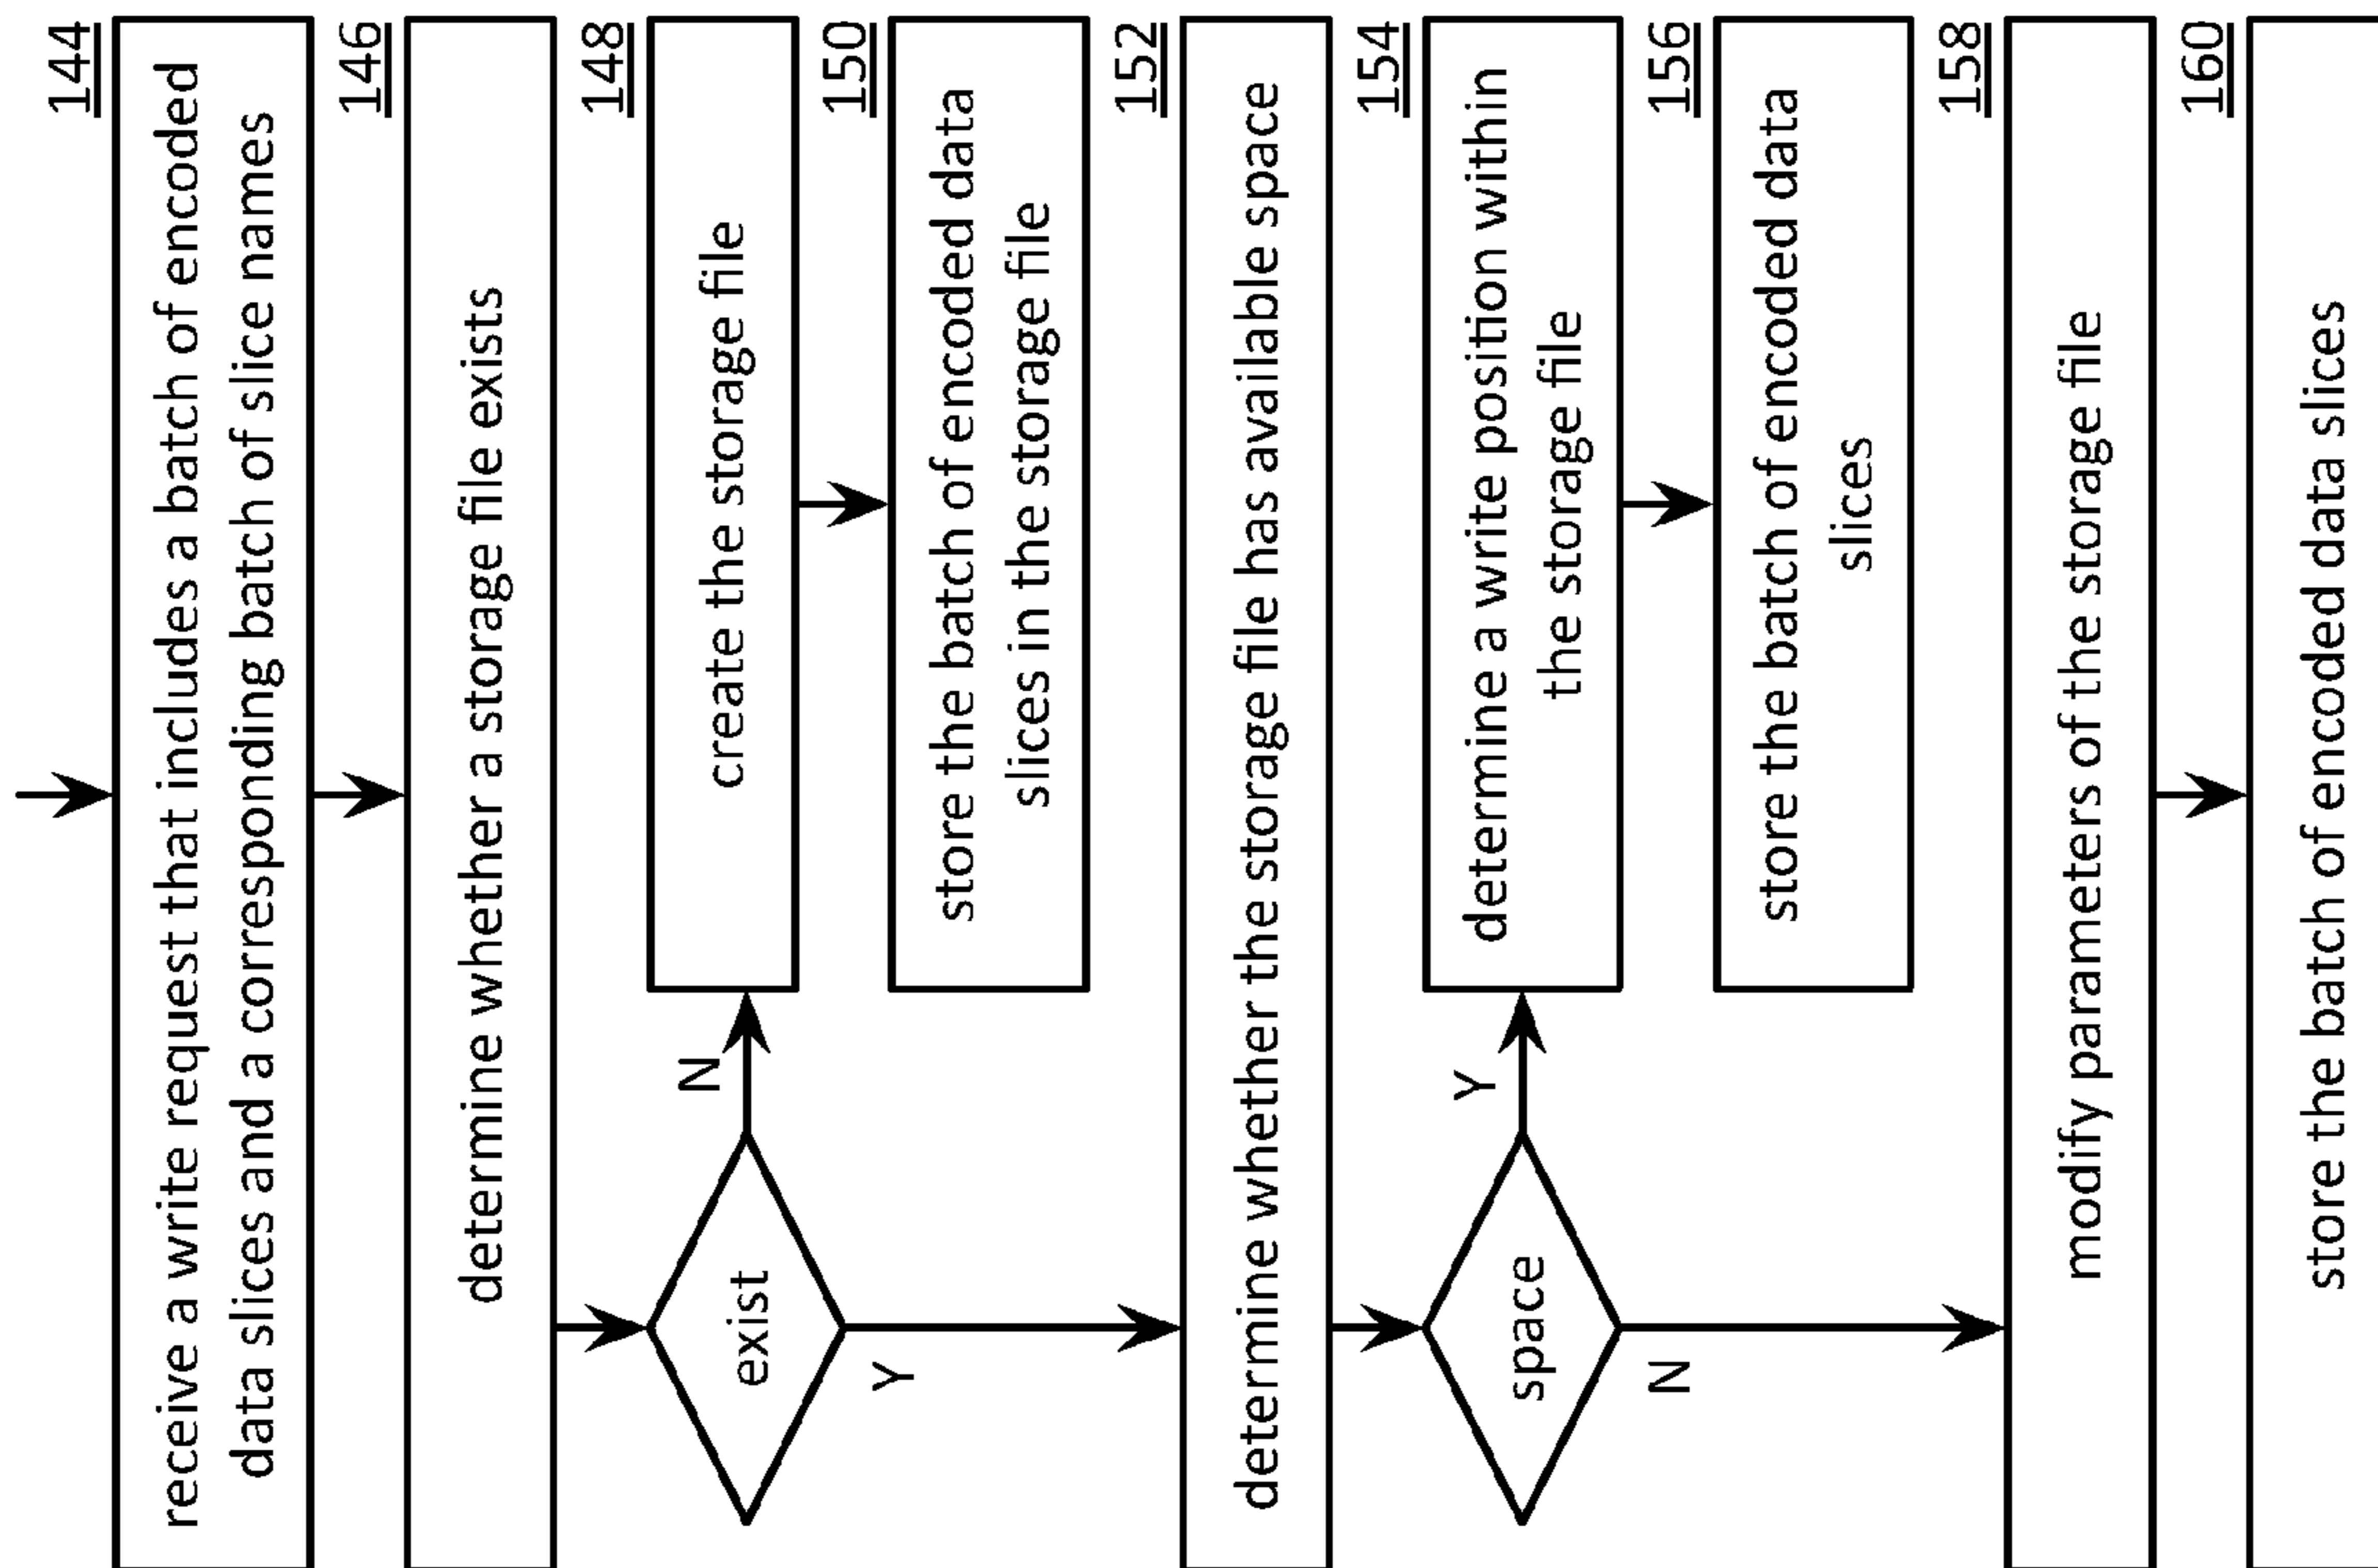 144
receive a write request that includes a batch of encoded
data slices and a corresponding batch of slice names
146
determine whether a storage file exists
148
exist
N
create the storage file
Y
150
store the batch of encoded data
slices in the storage file
152
determine whether the storage file has available space
154
space
Y
determine a write position within
the storage file
N
156
store the batch of encoded data
slices
158
modify parameters of the storage file
160
store the batch of encoded data slices